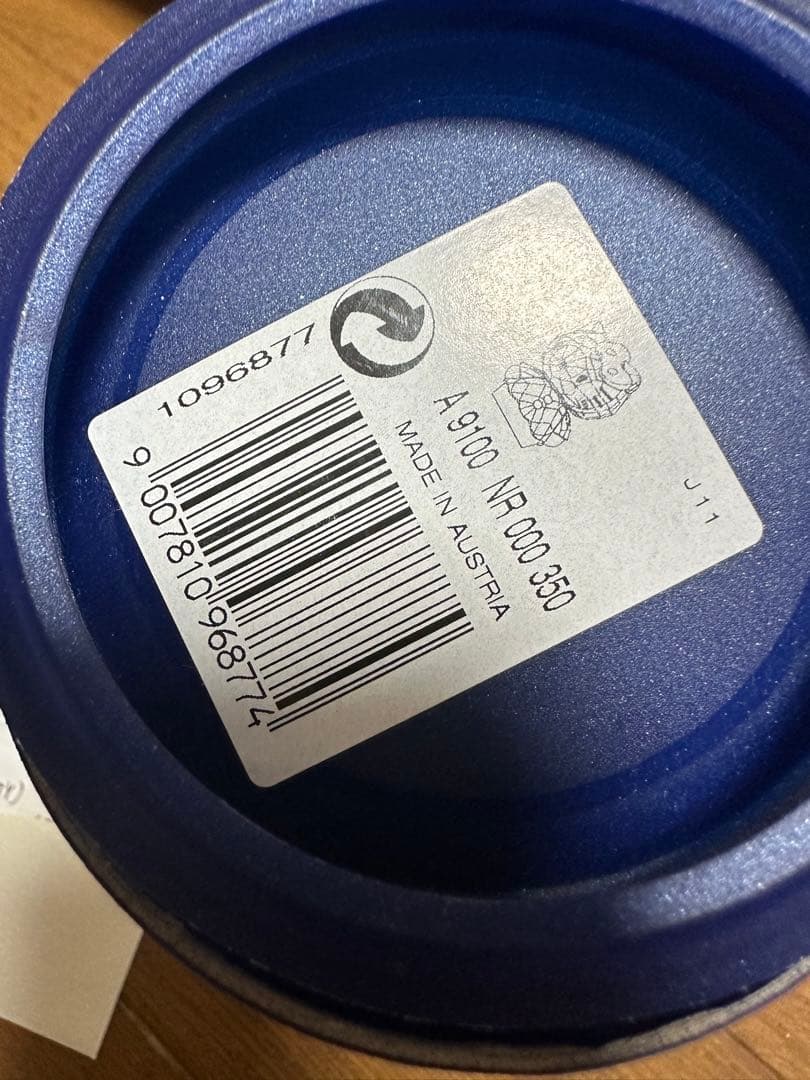 1096877
9 007810 968774
A 9100 NR 000 350
MADE IN AUSTRIA
J 11